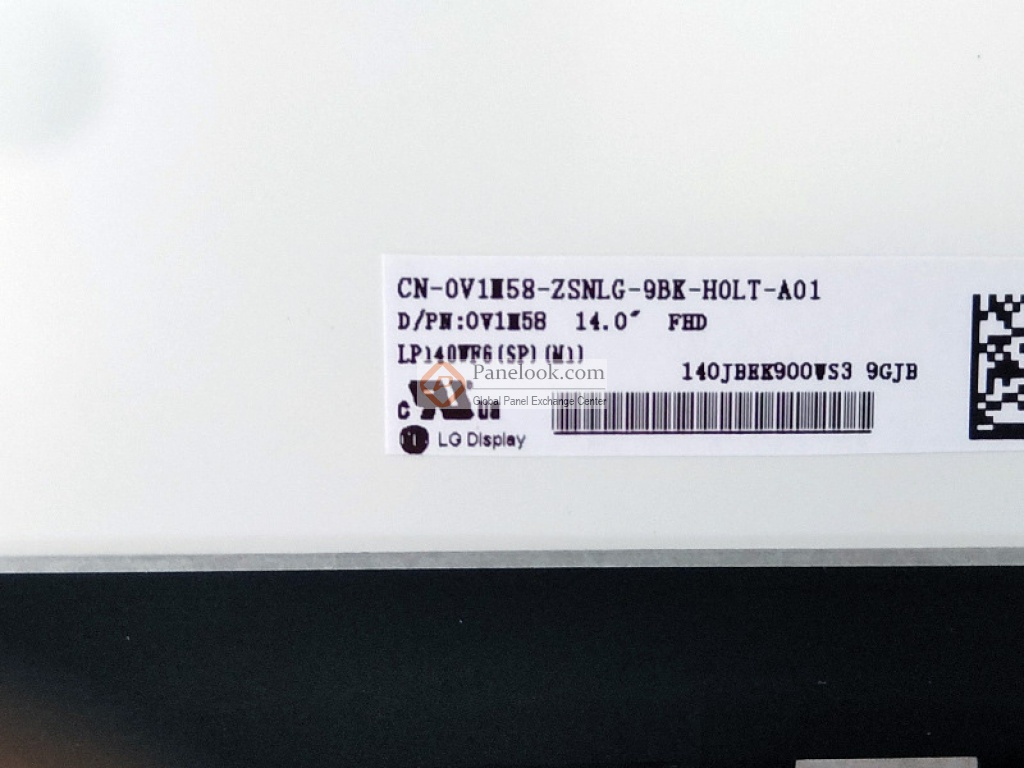 CN-0V1M58-ZSNLG-9BK-H0LT-A01
D/PN:0V1M58 14.0" FHD
LP140WF6(SP)(M1)
Panelook.com
140JBEK900WS3 9GJB
Global Panel Exchange Center
c us
LG Display